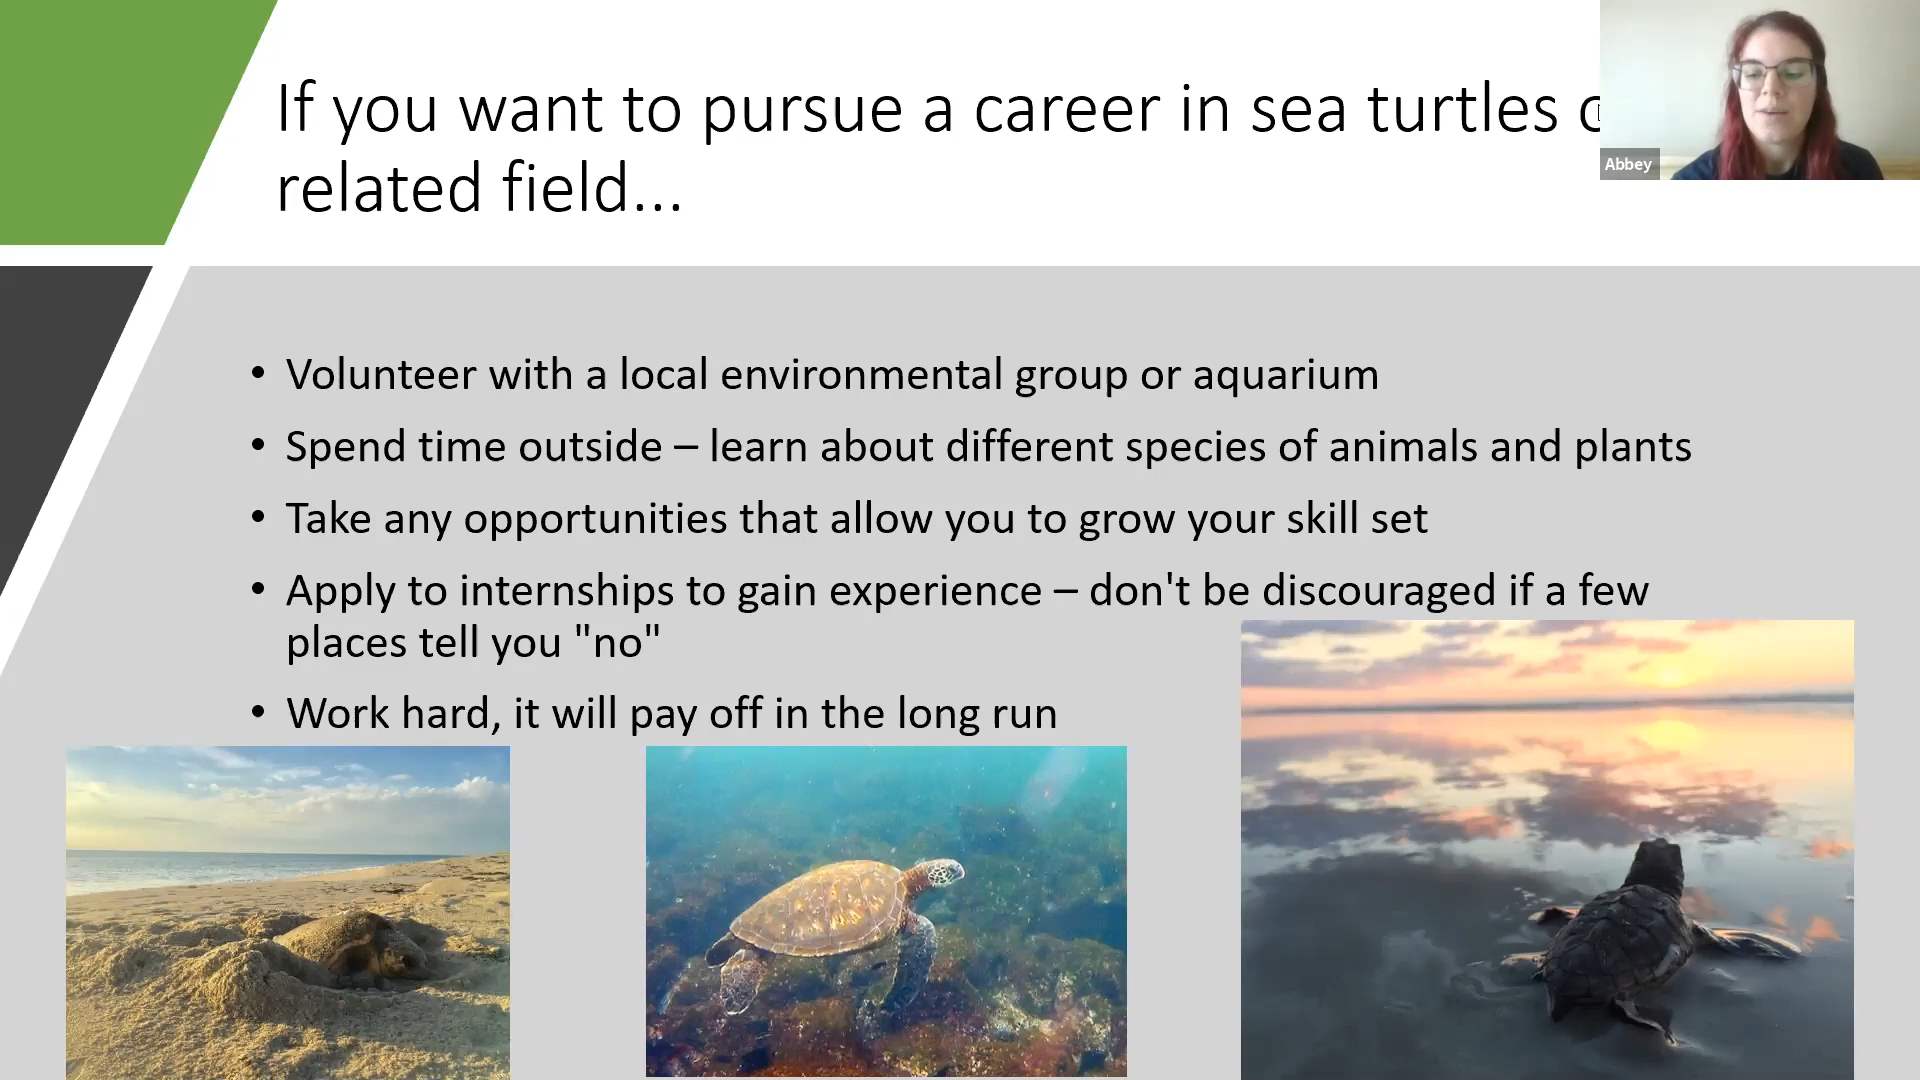 If you want to pursue a career in sea turtles
related field...
Abbey
• Volunteer with a local environmental group or aquarium
• Spend time outside – learn about different species of animals and plants
• Take any opportunities that allow you to grow your skill set
• Apply to internships to gain experience – don't be discouraged if a few
places tell you "no"
• Work hard, it will pay off in the long run